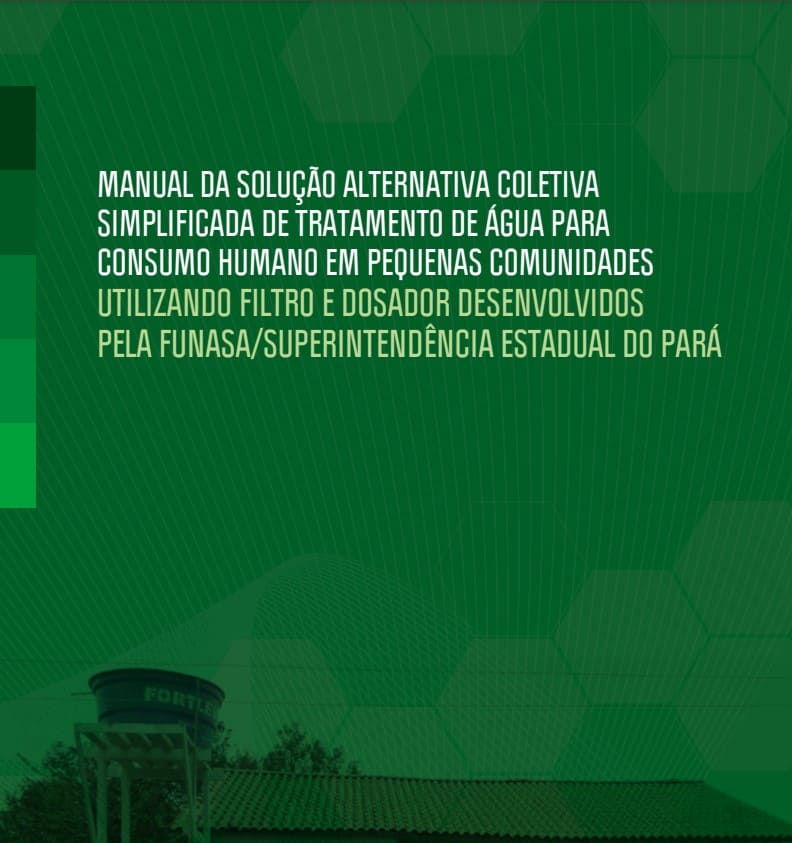 MANUAL DA SOLUÇÃO ALTERNATIVA COLETIVA
SIMPLIFICADA DE TRATAMENTO DE ÁGUA PARA
CONSUMO HUMANO EM PEQUENAS COMUNIDADES
UTILIZANDO FILTRO E DOSADOR DESENVOLVIDOS
PELA FUNASA/SUPERINTENDÊNCIA ESTADUAL DO PARÁ